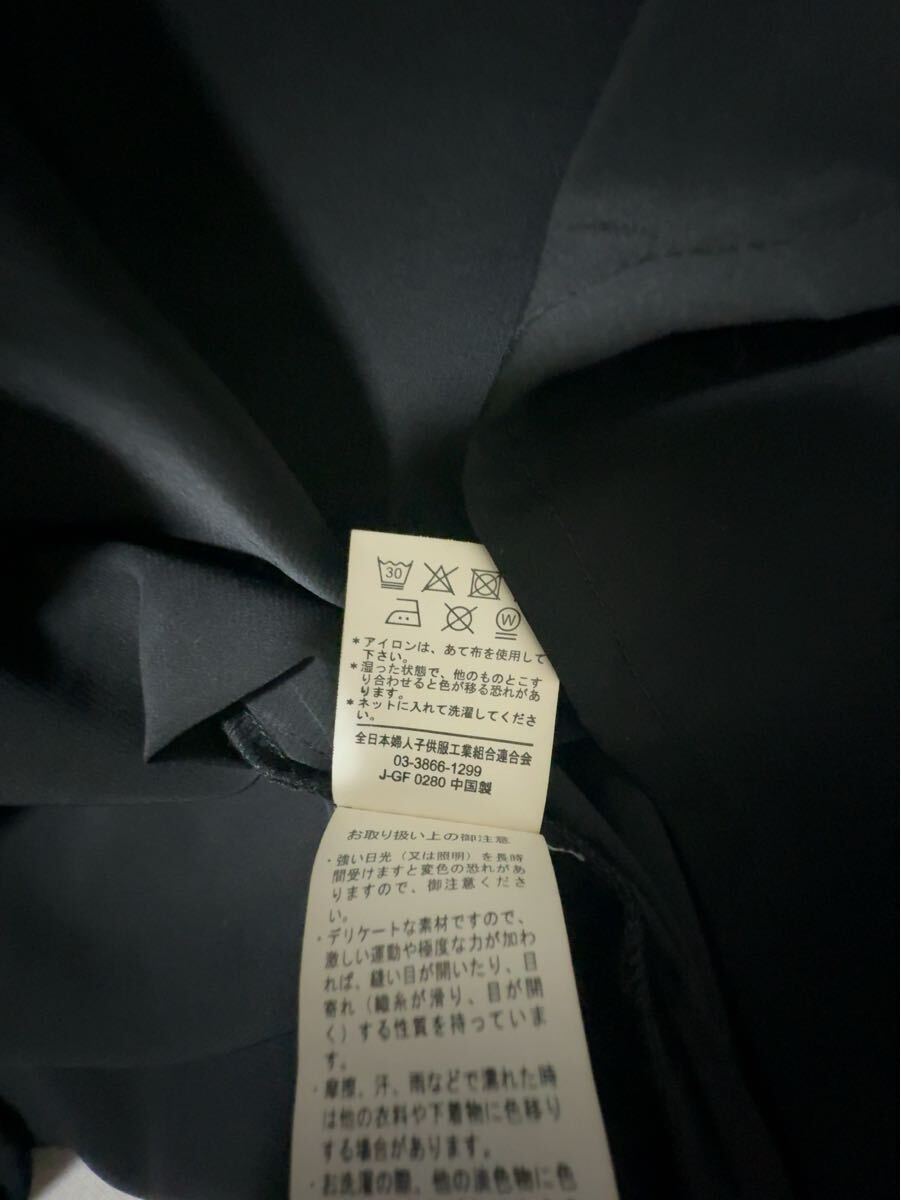 30
W
*アイロンは、あて布を使用して
下さい。
*湿った状態で、他のものとこす
り合わせると色が移る恐れがあ
ります。
*ネットに入れて洗濯してくださ
い。
全日本婦人子供服工業組合連合会
03-3866-1299
J-GF 0280 中国製
お取り扱い上の御注意
・強い日光（又は照明）を長時
間受けますと変色の恐れがあ
りますので、御注意くださ
い。
・デリケートな素材ですので、
激しい運動や極度な力が加わ
れば、縫い目が開いたり、目
寄れ（織糸が滑り、目が開
く）する性質を持っていま
す。
・摩擦、汗、雨などで濡れた時
は他の衣料や下着物に色移り
する場合があります。
・お洗濯の際、他の淡色物に色